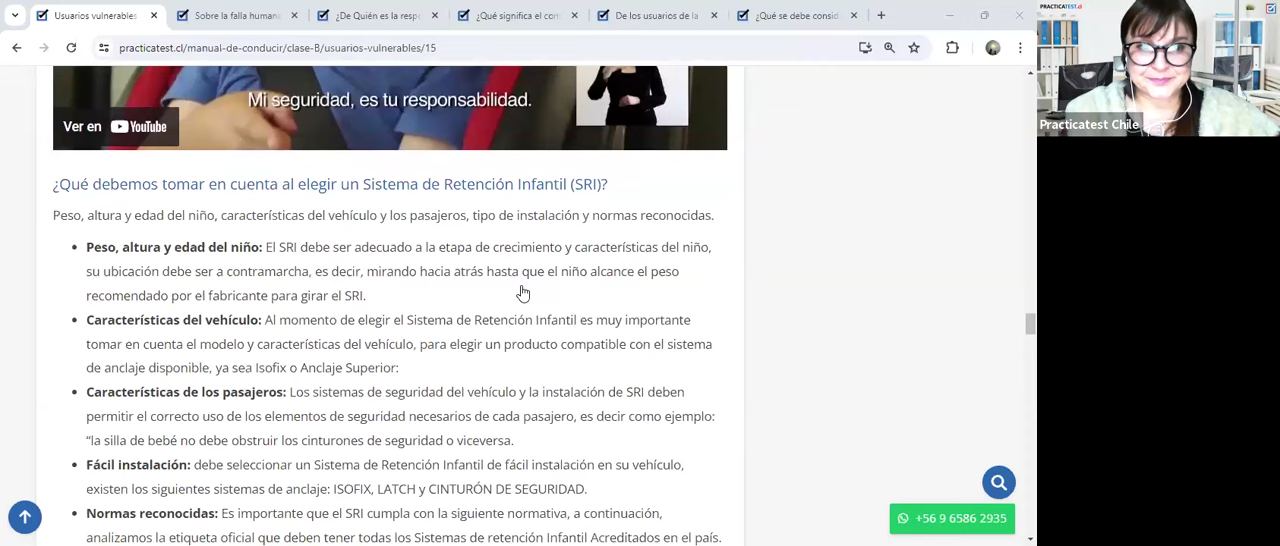 Usuarios vulnerables
Sobre la falla humana
¿De Quién es la resp
¿Qué significa el con
De los usuarios de la
¿Qué se debe consid
practicatest.cl/manual-de-conducir/clase-B/usuarios-vulnerables/15
PRACTICATEST.cl
Practicatest Chile
Mi seguridad, es tu responsabilidad.
Ver en YouTube
¿Qué debemos tomar en cuenta al elegir un Sistema de Retención Infantil (SRI)?
Peso, altura y edad del niño, características del vehículo y los pasajeros, tipo de instalación y normas reconocidas.
• Peso, altura y edad del niño: El SRI debe ser adecuado a la etapa de crecimiento y características del niño,
su ubicación debe ser a contramarcha, es decir, mirando hacia atrás hasta que el niño alcance el peso
recomendado por el fabricante para girar el SRI.
• Características del vehículo: Al momento de elegir el Sistema de Retención Infantil es muy importante
tomar en cuenta el modelo y características del vehículo, para elegir un producto compatible con el sistema
de anclaje disponible, ya sea Isofix o Anclaje Superior:
• Características de los pasajeros: Los sistemas de seguridad del vehículo y la instalación de SRI deben
permitir el correcto uso de los elementos de seguridad necesarios de cada pasajero, es decir como ejemplo:
“la silla de bebé no debe obstruir los cinturones de seguridad o viceversa.
• Fácil instalación: debe seleccionar un Sistema de Retención Infantil de fácil instalación en su vehículo,
existen los siguientes sistemas de anclaje: ISOFIX, LATCH y CINTURÓN DE SEGURIDAD.
• Normas reconocidas: Es importante que el SRI cumpla con la siguiente normativa, a continuación,
analizamos la etiqueta oficial que deben tener todas los Sistemas de retención Infantil Acreditados en el país.
+56 9 6586 2935